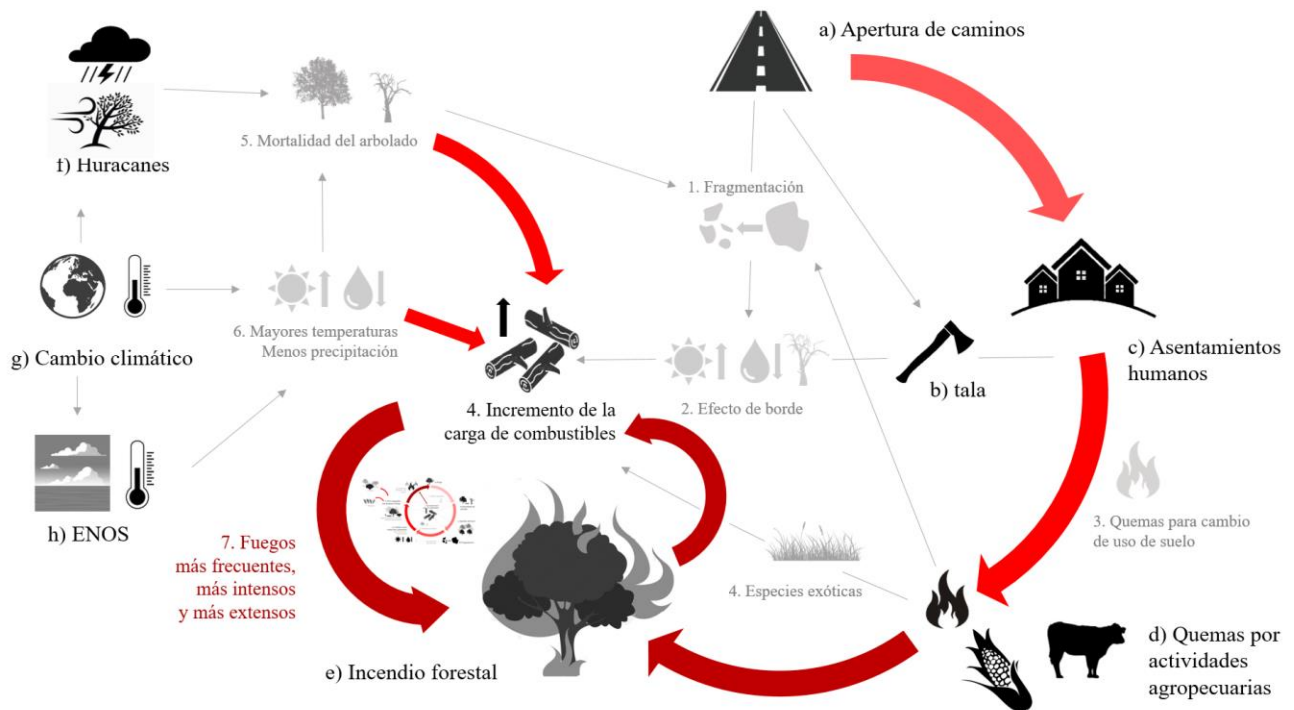 a) Apertura de caminos
5. Mortalidad del arbolado
f) Huracanes
1. Fragmentación
6. Mayores temperaturas
Menos precipitación
g) Cambio climático
c) Asentamientos
humanos
b) tala
2. Efecto de borde
4. Incremento de la
carga de combustibles
h) ENOS
3. Quemas para cambio
de uso de suelo
7. Fuegos
más frecuentes,
más intensos
y más extensos
4. Especies exóticas
e) Incendio forestal
d) Quemas por
actividades
agropecuarias